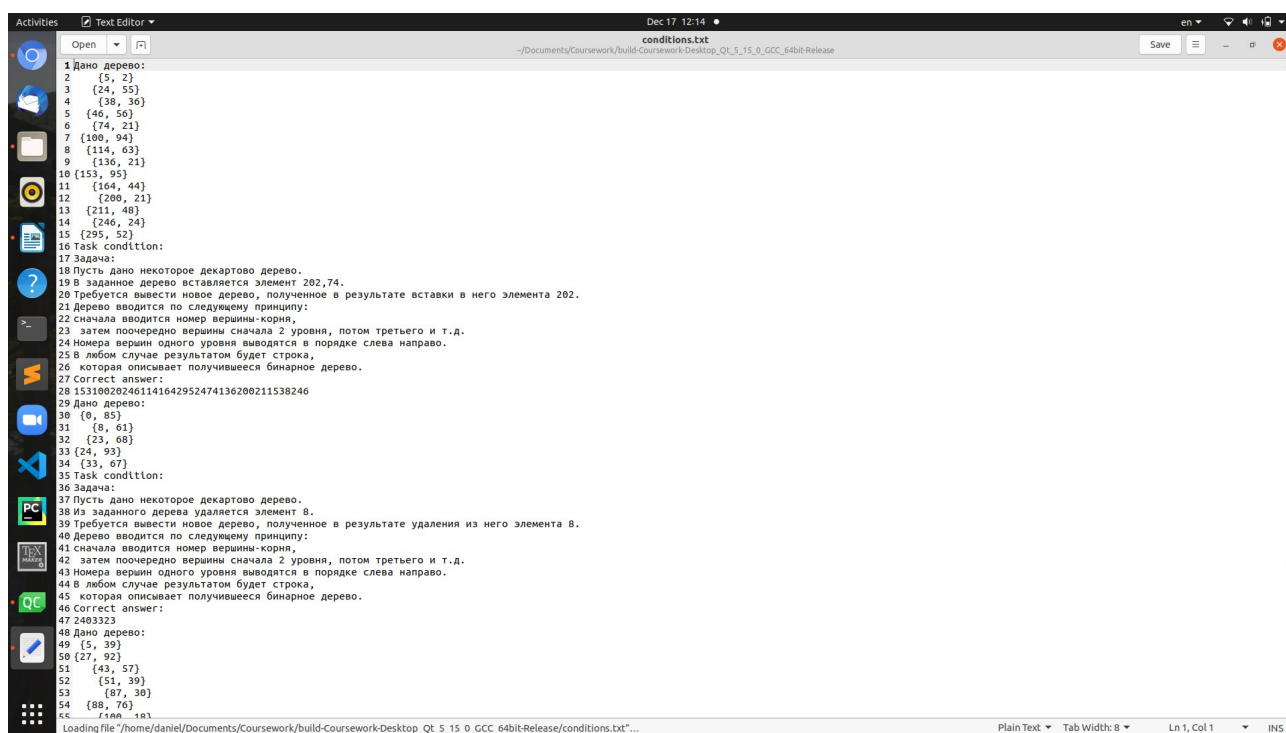 Activities Text Editor Dec 17 12:14 en
Open conditions.txt Save
~/Documents/Coursework/build-Coursework-Desktop_Qt_5_15_0_GCC_64bit-Release
1 Дано дерево:
2 {5, 2}
3 {24, 55}
4 {38, 36}
5 {46, 56}
6 {74, 21}
7 {100, 94}
8 {114, 63}
9 {136, 21}
10 {153, 95}
11 {164, 44}
12 {200, 21}
13 {211, 48}
14 {246, 24}
15 {295, 52}
16 Task condition:
17 Задача:
18 Пусть дано некоторое декартово дерево.
19 В заданное дерево вставляется элемент 202,74.
20 Требуется вывести новое дерево, полученное в результате вставки в него элемента 202.
21 Дерево вводится по следующему принципу:
22 сначала вводится номер вершины-корня,
23 затем поочередно вершины сначала 2 уровня, потом третьего и т.д.
24 Номера вершин одного уровня выводятся в порядке слева направо.
25 В любом случае результатом будет строка,
26 которая описывает получившееся бинарное дерево.
27 Correct answer:
28 153100202461141642952474136200211538246
29 Дано дерево:
30 {0, 85}
31 {8, 61}
32 {23, 68}
33 {24, 93}
34 {33, 67}
35 Task condition:
36 Задача:
37 Пусть дано некоторое декартово дерево.
38 Из заданного дерева удаляется элемент 8.
39 Требуется вывести новое дерево, полученное в результате удаления из него элемента 8.
40 Дерево вводится по следующему принципу:
41 сначала вводится номер вершины-корня,
42 затем поочередно вершины сначала 2 уровня, потом третьего и т.д.
43 Номера вершин одного уровня выводятся в порядке слева направо.
44 В любом случае результатом будет строка,
45 которая описывает получившееся бинарное дерево.
46 Correct answer:
47 2403323
48 Дано дерево:
49 {5, 39}
50 {27, 92}
51 {43, 57}
52 {51, 39}
53 {87, 30}
54 {88, 76}
55 {100, 18}
PC
TEX
MAKER
QC
Loading file "/home/daniel/Documents/Coursework/build-Coursework-Desktop_Qt_5_15_0_GCC_64bit-Release/conditions.txt"... Plain Text Tab Width: 8 Ln 1, Col 1 INS